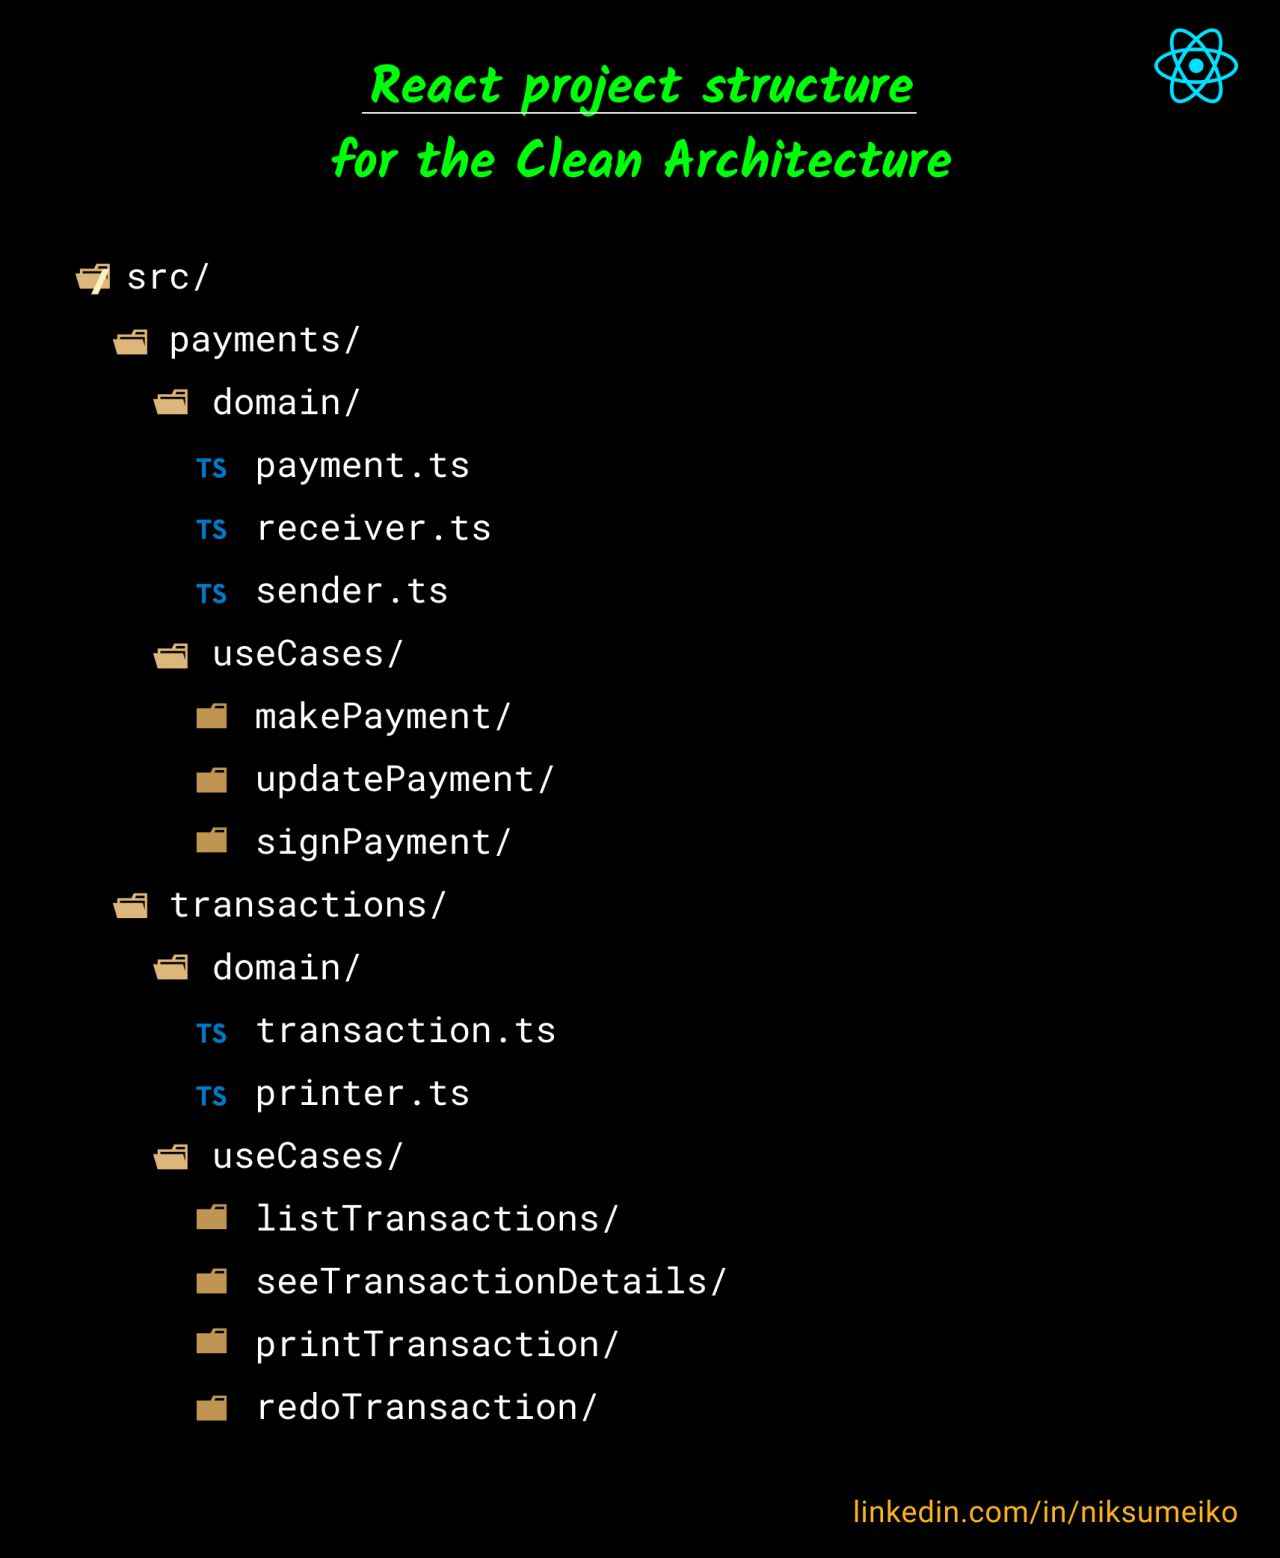 React project structure
for the Clean Architecture
src/
payments/
domain/
TS payment.ts
TS receiver.ts
TS sender.ts
useCases/
makePayment/
updatePayment/
signPayment/
transactions/
domain/
TS transaction.ts
TS printer.ts
useCases/
listTransactions/
seeTransactionDetails/
printTransaction/
redoTransaction/
linkedin.com/in/niksumeiko